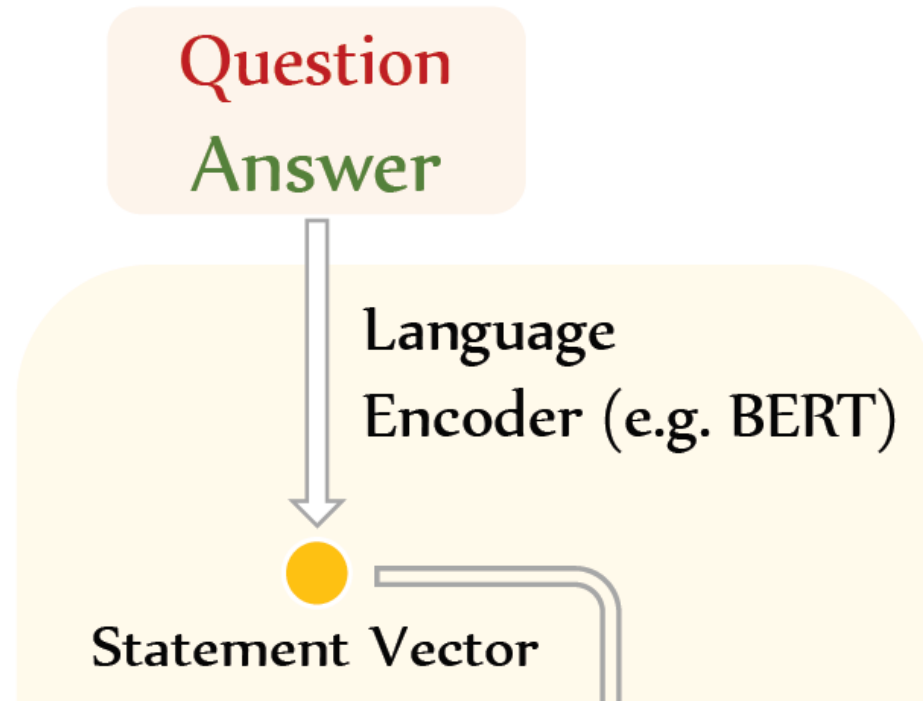 Question
Answer
Language
Encoder (e.g. BERT)
Statement Vector